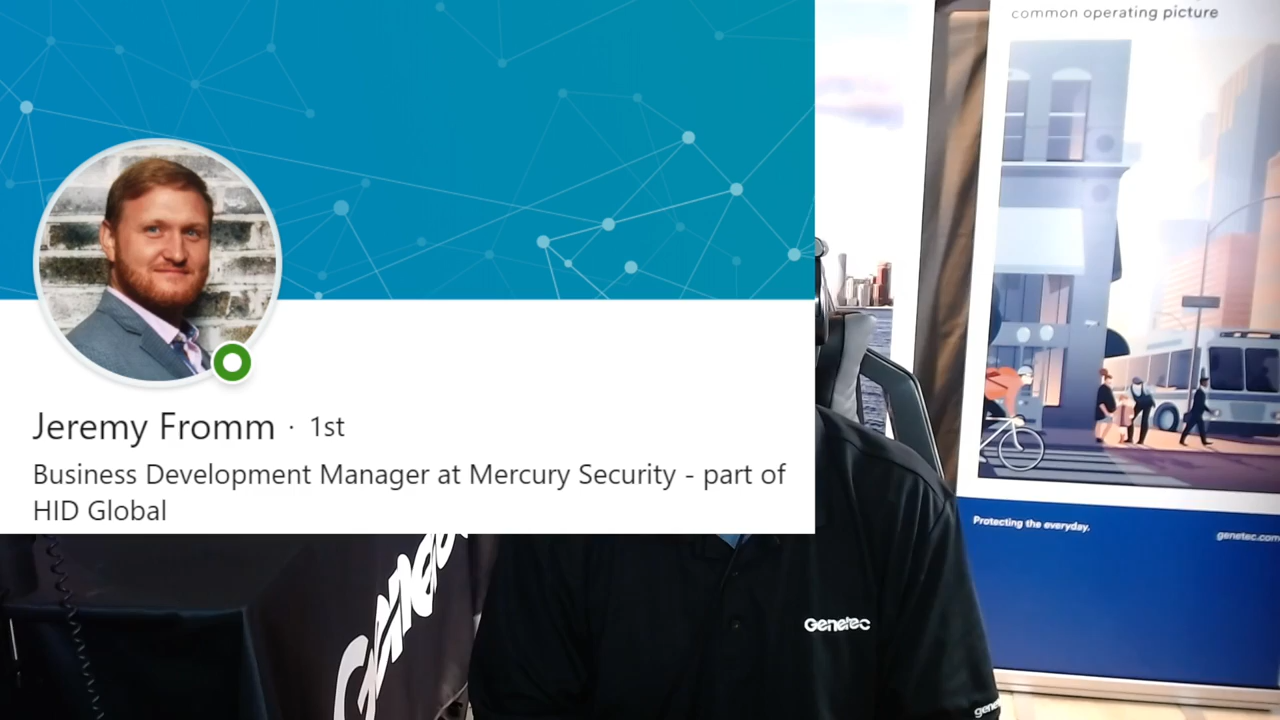 common operating picture
Jeremy Fromm · 1st
Business Development Manager at Mercury Security - part of
HID Global
Protecting the everyday.
genetec.com
Genetec
Genetec